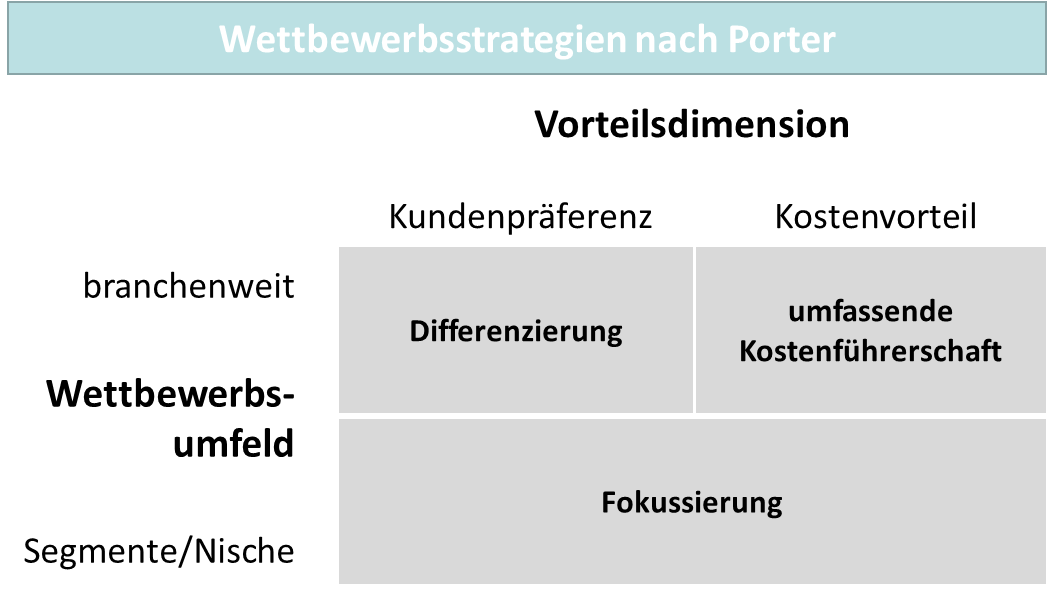 Wettbewerbsstrategien nach Porter
Vorteilsdimension
Kundenpräferenz
Kostenvorteil
branchenweit
Differenzierung
umfassende
Kostenführerschaft
Wettbewerbs-
umfeld
Fokussierung
Segmente/Nische